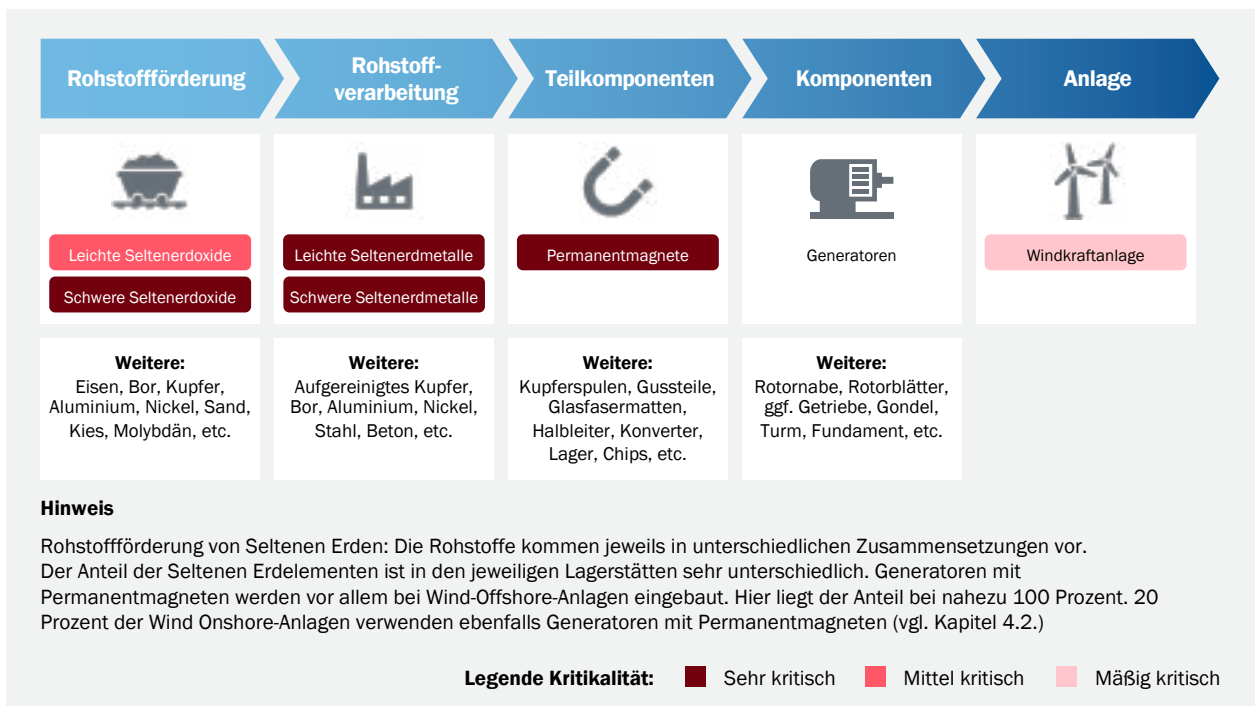 Rohstoffförderung
Rohstoff-
verarbeitung
Teilkomponenten
Komponenten
Anlage
Leichte Seltenerdoxide
Schwere Seltenerdoxide
Leichte Seltenerdmetalle
Schwere Seltenerdmetalle
Permanentmagnete
Generatoren
Windkraftanlage
Weitere:
Eisen, Bor, Kupfer,
Aluminium, Nickel, Sand,
Kies, Molybdän, etc.
Weitere:
Aufgereinigtes Kupfer,
Bor, Aluminium, Nickel,
Stahl, Beton, etc.
Weitere:
Kupferspulen, Gussteile,
Glasfasermatten,
Halbleiter, Konverter,
Lager, Chips, etc.
Weitere:
Rotornabe, Rotorblätter,
ggf. Getriebe, Gondel,
Turm, Fundament, etc.
Hinweis
Rohstoffförderung von Seltenen Erden: Die Rohstoffe kommen jeweils in unterschiedlichen Zusammensetzungen vor.
Der Anteil der Seltenen Erdelementen ist in den jeweiligen Lagerstätten sehr unterschiedlich. Generatoren mit
Permanentmagneten werden vor allem bei Wind-Offshore-Anlagen eingebaut. Hier liegt der Anteil bei nahezu 100 Prozent. 20
Prozent der Wind Onshore-Anlagen verwenden ebenfalls Generatoren mit Permanentmagneten (vgl. Kapitel 4.2.)
Legende Kritikalität: Sehr kritisch Mittel kritisch Mäßig kritisch